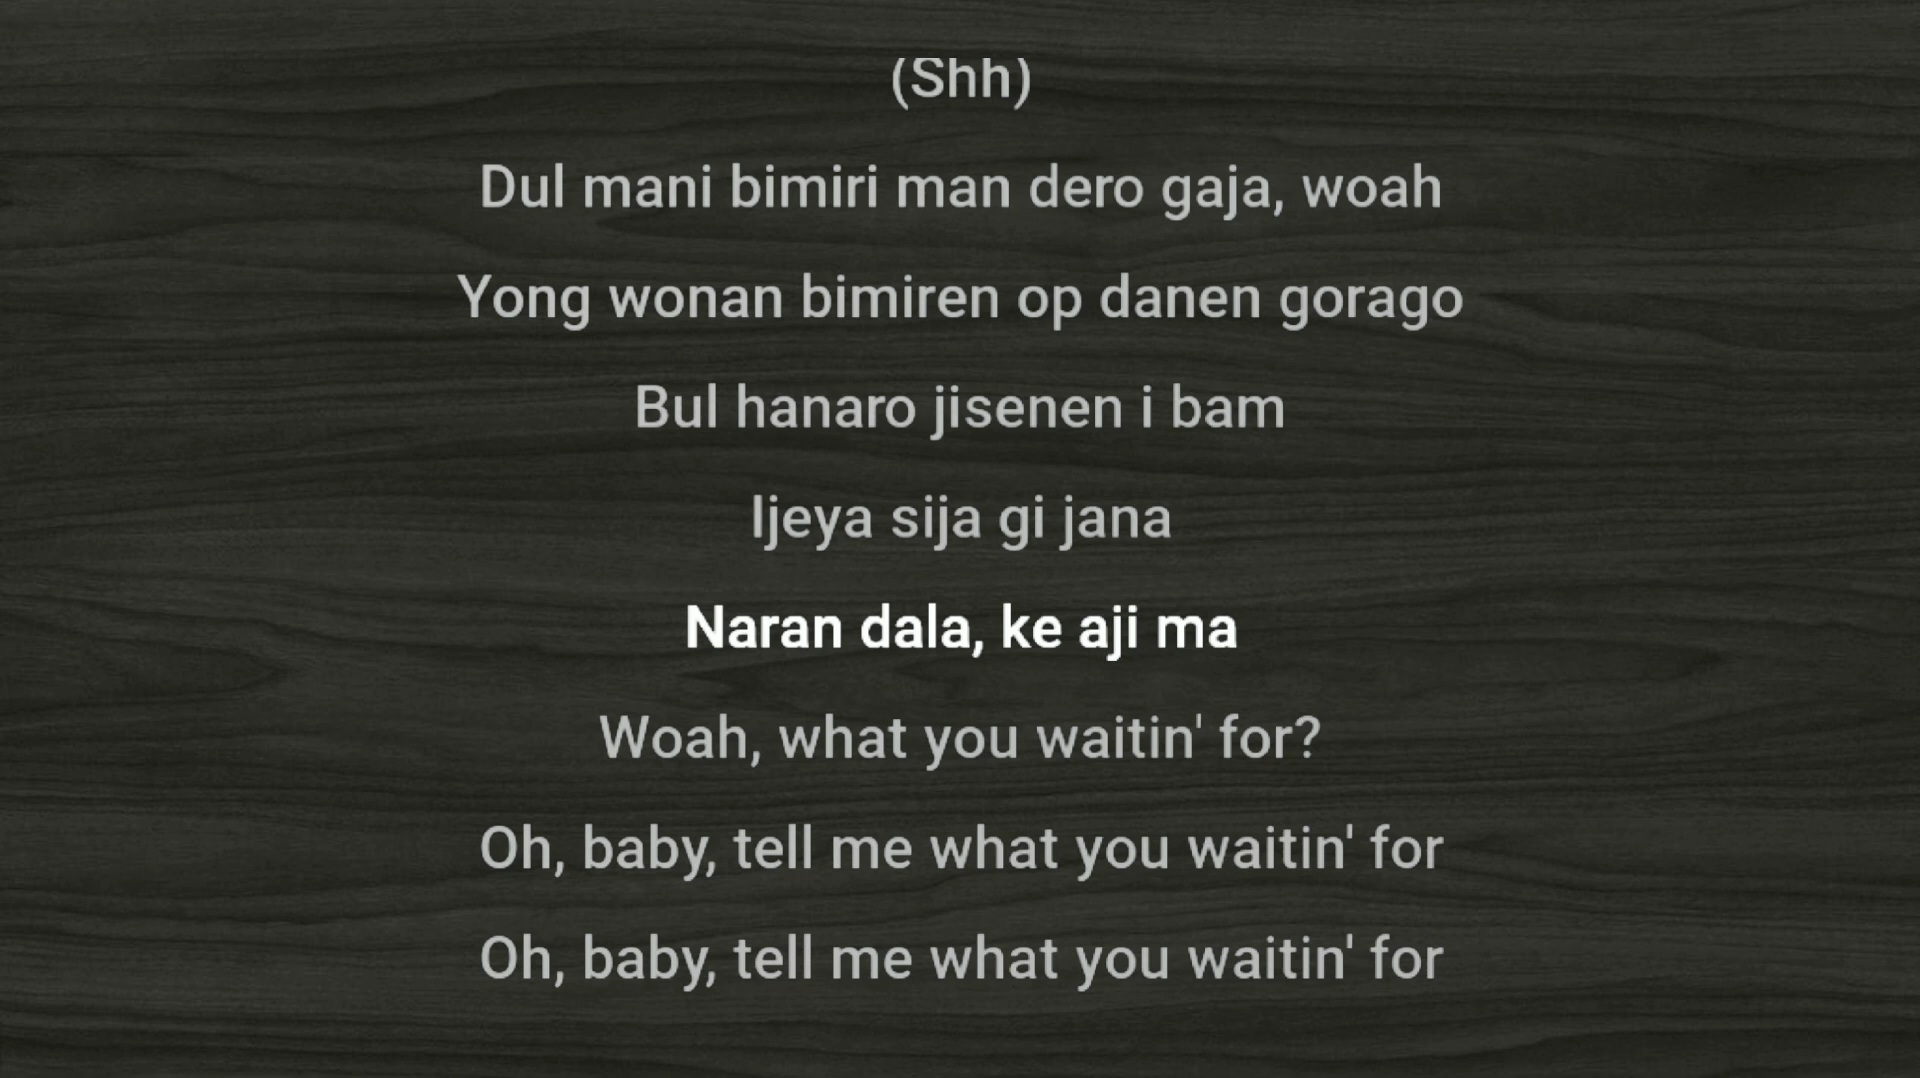 (Shh)
Dul mani bimiri man dero gaja, woah
Yong wonan bimiren op danen gorago
Bul hanaro jisenen i bam
Ijeya sija gi jana
Naran dala, ke aji ma
Woah, what you waitin' for?
Oh, baby, tell me what you waitin' for
Oh, baby, tell me what you waitin' for